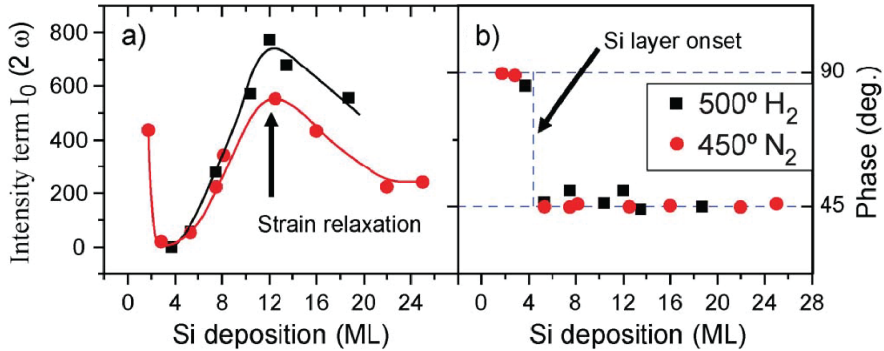 a)
Intensity term I0 (2 ω)
800
600
400
200
0
Strain relaxation
0 4 8 12 16 20 24
Si deposition (ML)
b)
Si layer onset
500º H2
450º N2
90
45
Phase (deg.)
0 4 8 12 16 20 24 28
Si deposition (ML)